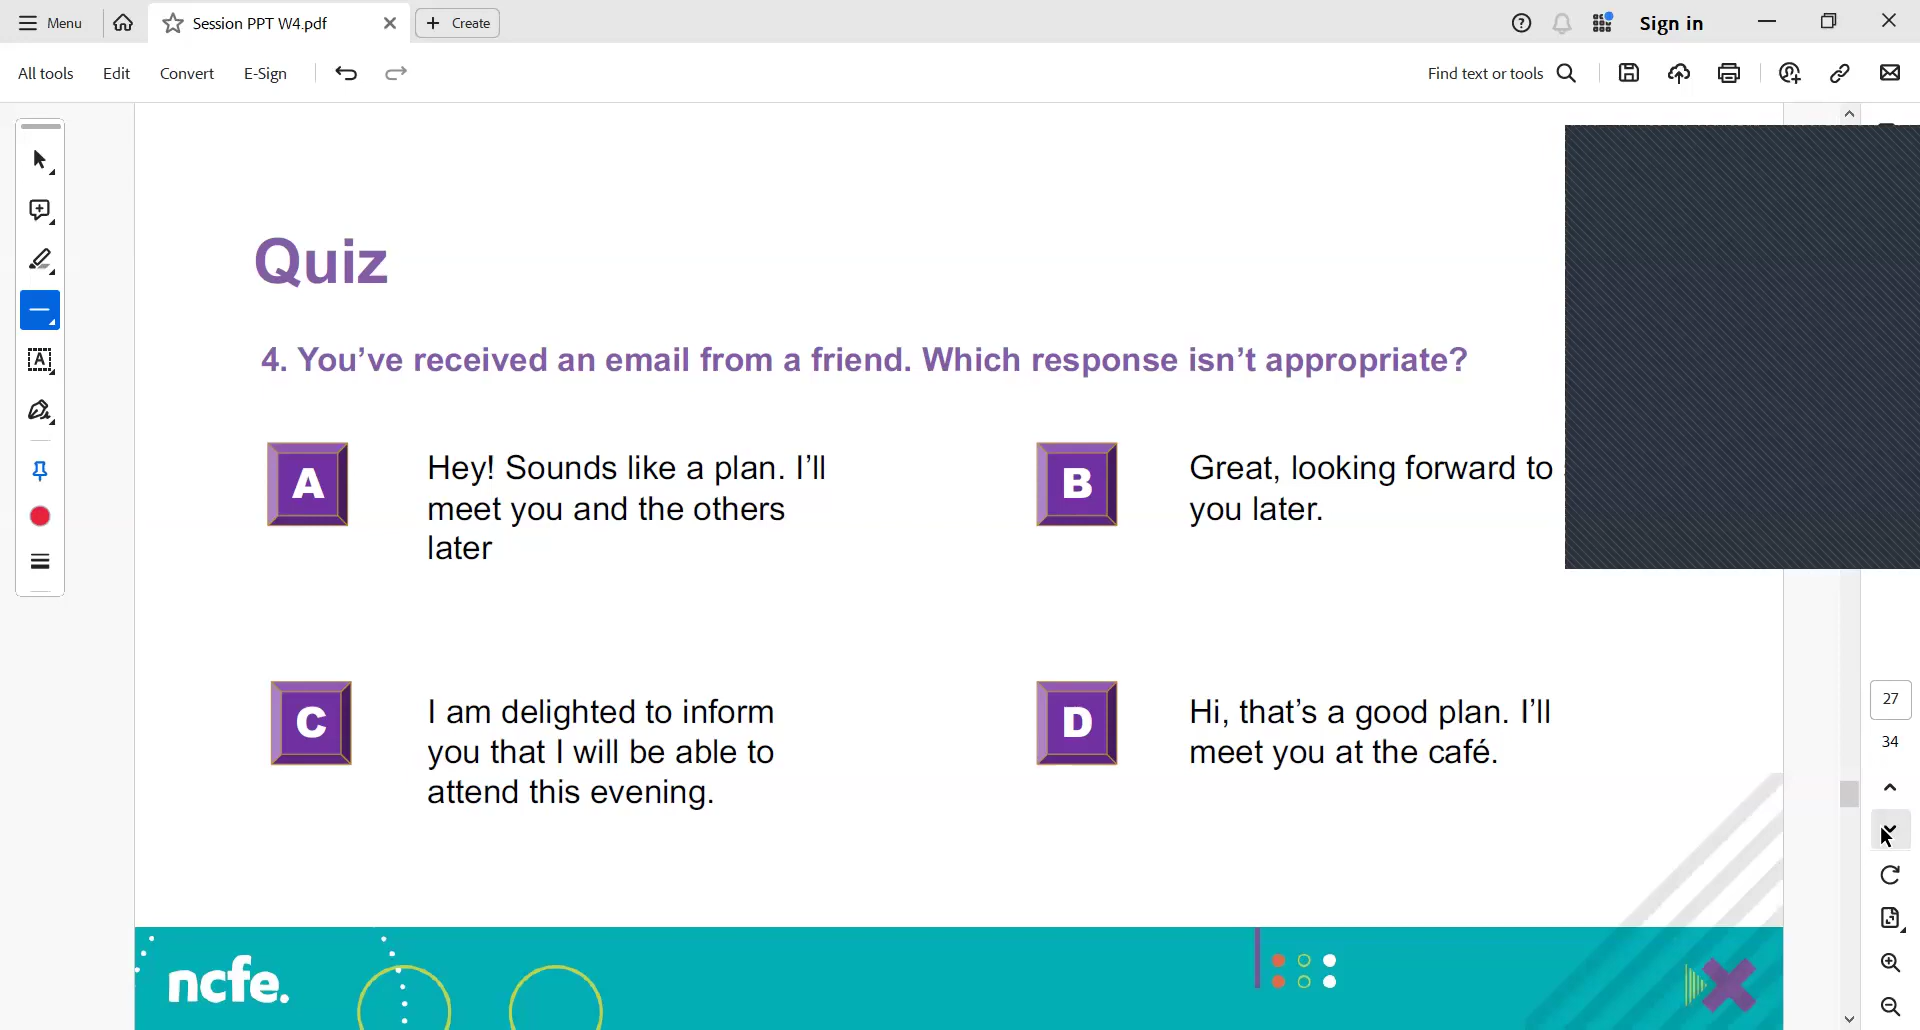 Menu
Session PPT W4.pdf
Create
Sign in
All tools
Edit
Convert
E-Sign
Find text or tools
Quiz
4. You’ve received an email from a friend. Which response isn’t appropriate?
A
Hey! Sounds like a plan. I’ll
meet you and the others
later
B
Great, looking forward to
you later.
C
I am delighted to inform
you that I will be able to
attend this evening.
D
Hi, that’s a good plan. I’ll
meet you at the café.
27
34
ncfe.